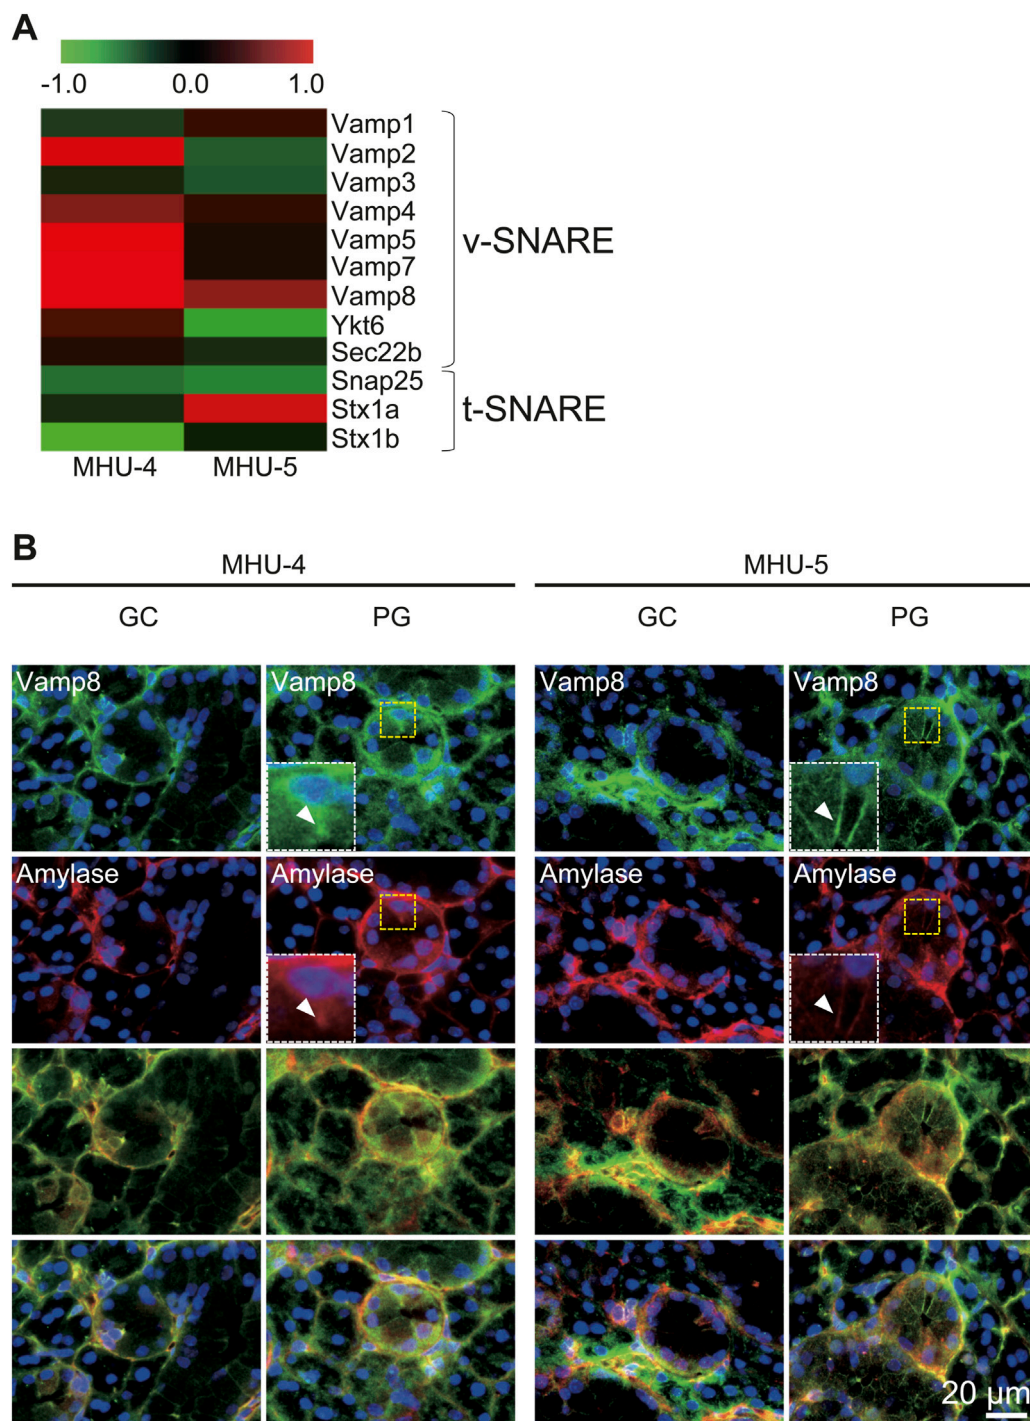 A
-1.0 0.0 1.0
Vamp1
Vamp2
Vamp3
Vamp4
Vamp5
Vamp7
Vamp8
Ykt6
Sec22b
v-SNARE
Snap25
Stx1a
Stx1b
t-SNARE
MHU-4 MHU-5
B
MHU-4 MHU-5
GC PG GC PG
Vamp8 Vamp8 Vamp8 Vamp8
Amylase Amylase Amylase Amylase
20 μm